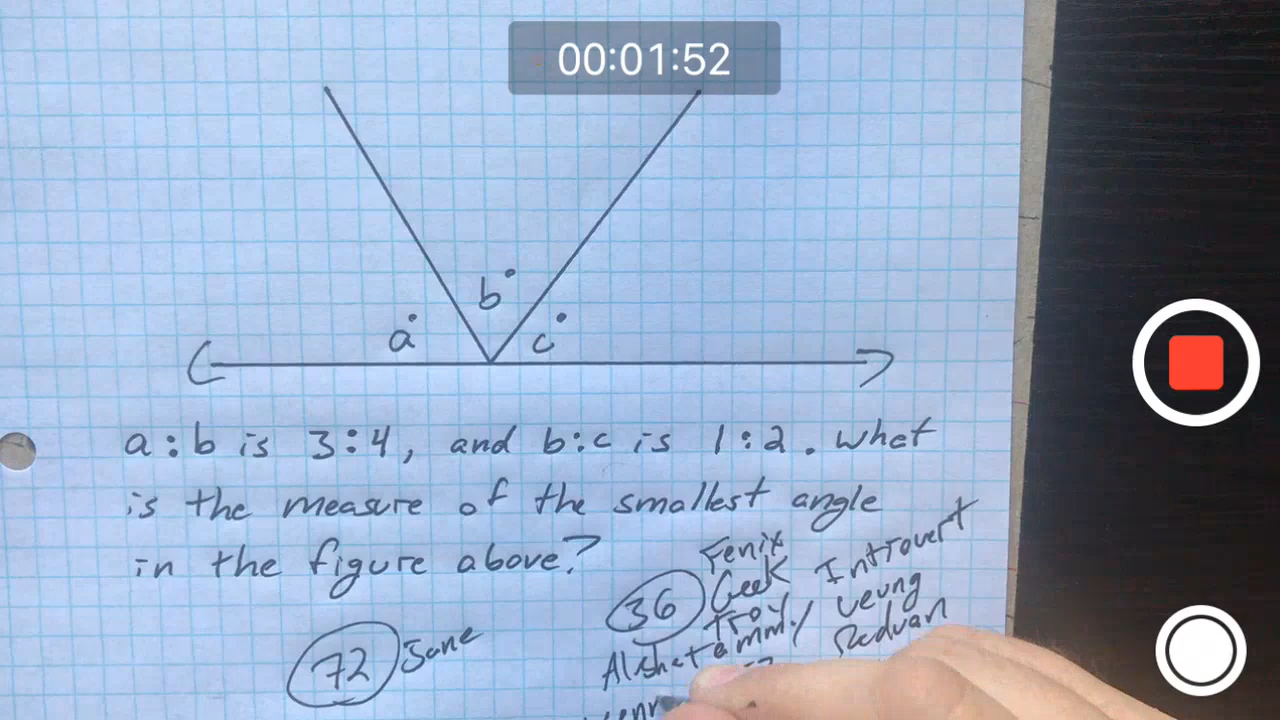 00:01:52
b°
a°
c°
a:b is 3:4, and b:c is 1:2. What
is the measure of the smallest angle
in the figure above?
36
Fenix
Geek
Troy
Introvert
Veung
Redvan
72
Jane